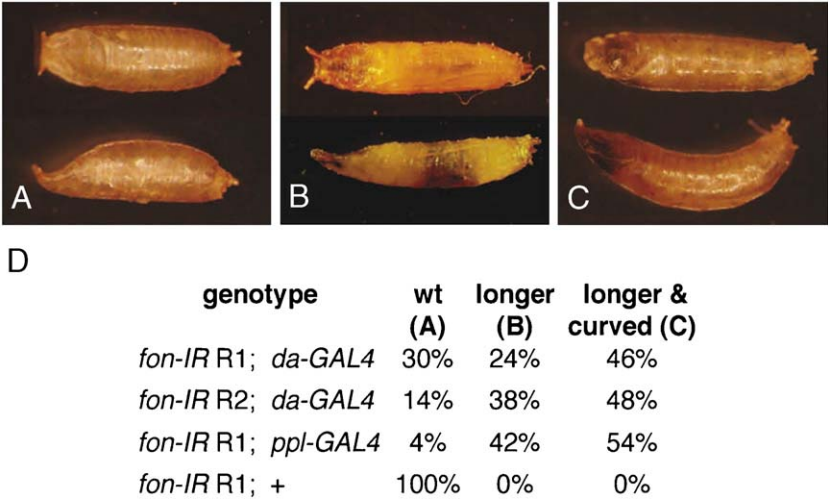 A
B
C
D
genotype wt longer longer &
(A) (B) curved (C)
fon-IR R1; da-GAL4 30% 24% 46%
fon-IR R2; da-GAL4 14% 38% 48%
fon-IR R1; ppl-GAL4 4% 42% 54%
fon-IR R1; + 100% 0% 0%